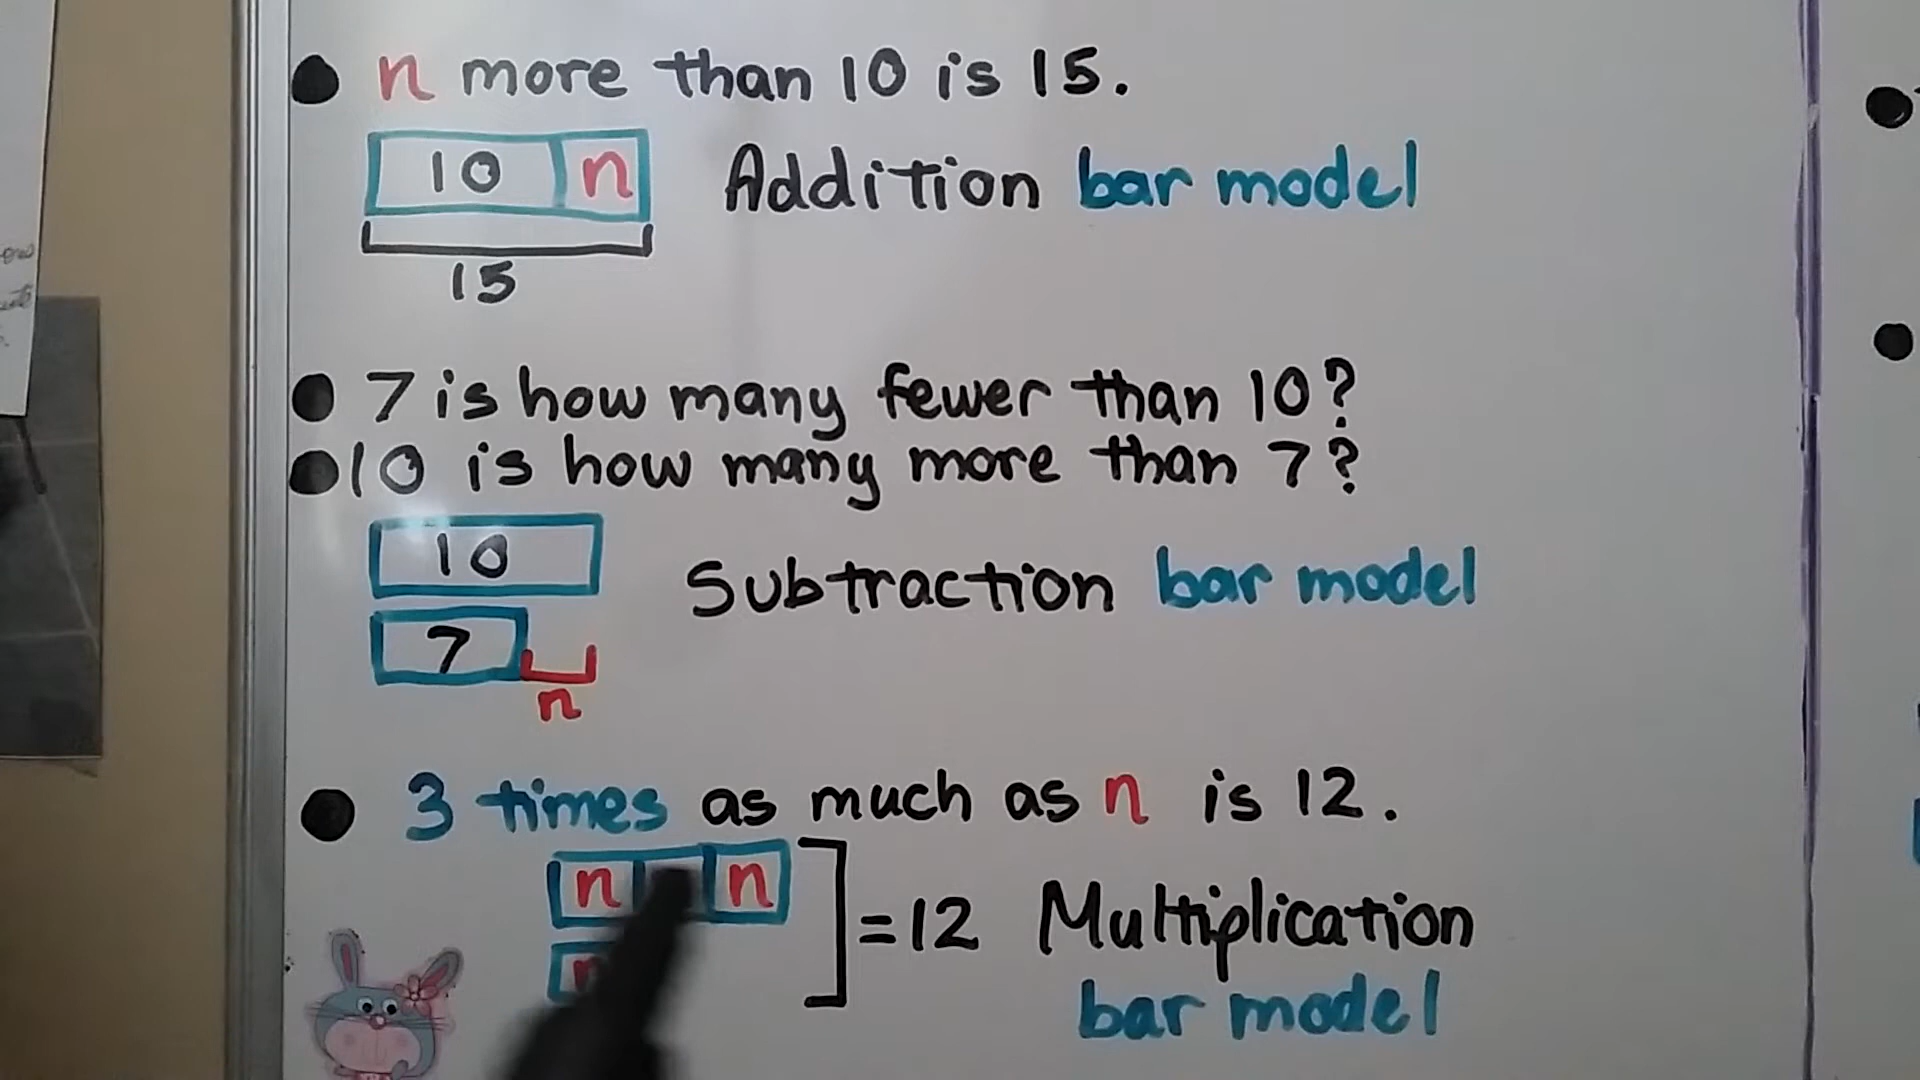 n more than 10 is 15.
10 n
Addition bar model
15
7 is how many fewer than 10?
10 is how many more than 7?
10
7
n
Subtraction bar model
3 times as much as n is 12.
n n
n
=12
Multiplication
bar model